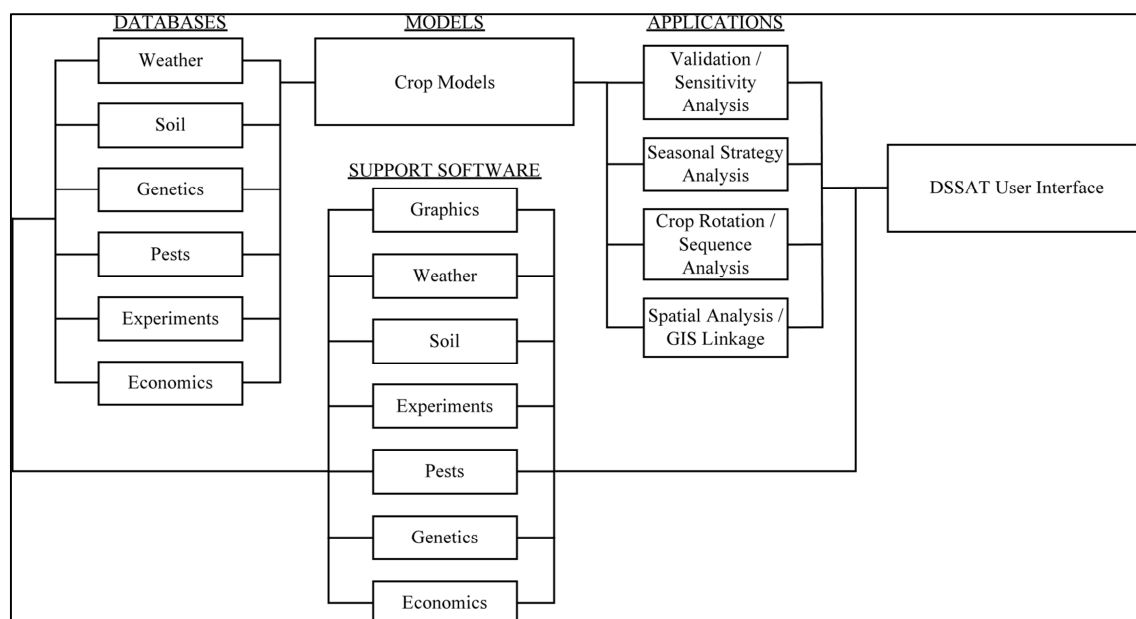 DATABASES
Weather
Soil
Genetics
Pests
Experiments
Economics
MODELS
Crop Models
SUPPORT SOFTWARE
Graphics
Weather
Soil
Experiments
Pests
Genetics
Economics
APPLICATIONS
Validation /
Sensitivity
Analysis
Seasonal Strategy
Analysis
Crop Rotation /
Sequence
Analysis
Spatial Analysis /
GIS Linkage
DSSAT User Interface